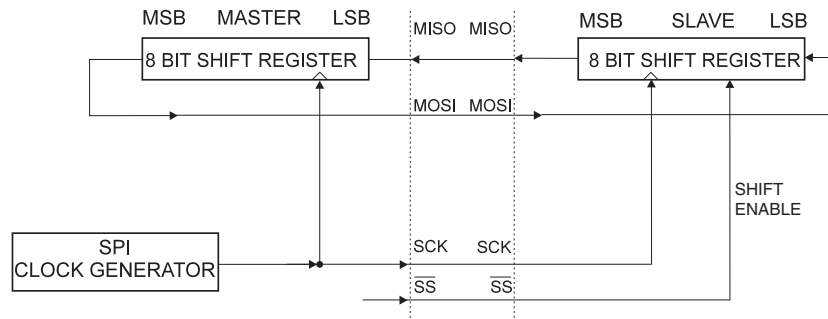 MSB MASTER LSB
MISO MISO
MSB SLAVE LSB
8 BIT SHIFT REGISTER
8 BIT SHIFT REGISTER
MOSI MOSI
SHIFT
ENABLE
SPI
CLOCK GENERATOR
SCK SCK
SS SS